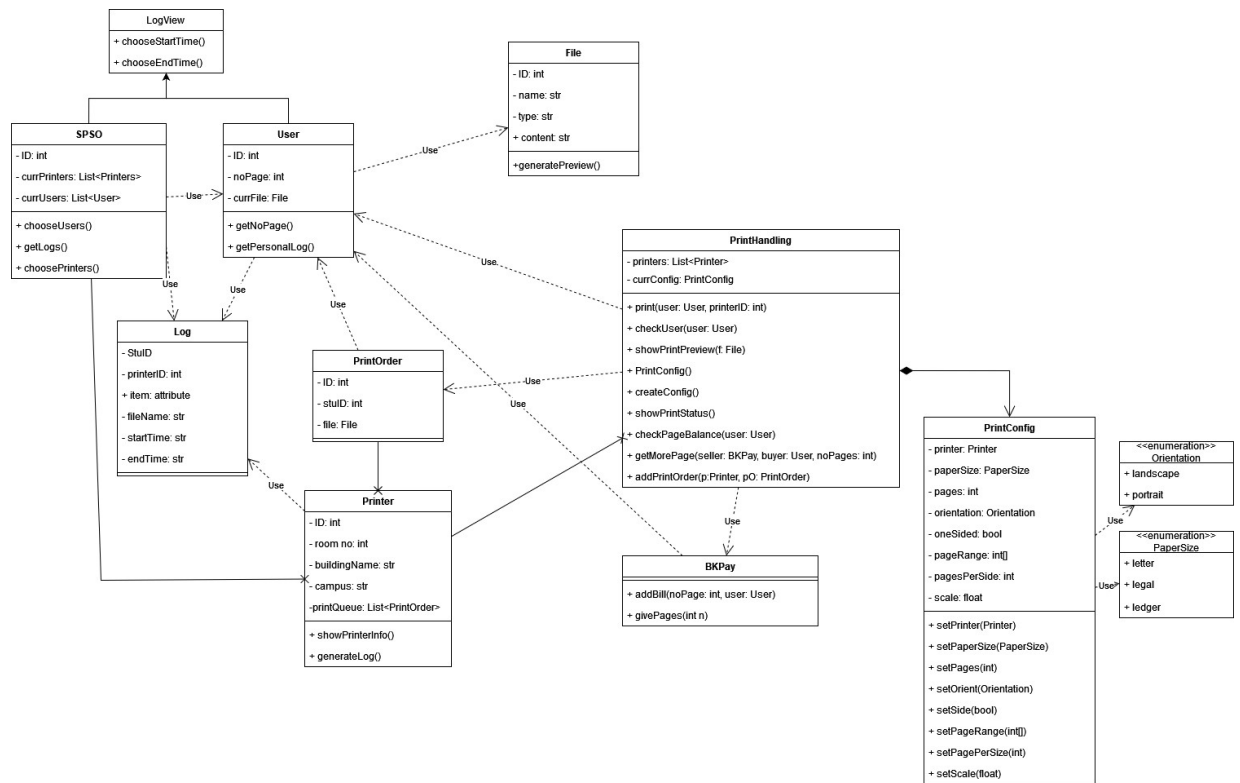 LogView
+ chooseStartTime()
+ chooseEndTime()
File
- ID: int
- name: str
- type: str
+ content: str
+generatePreview()
SPSO
- ID: int
- currPrinters: List<Printers>
- currUsers: List<User>
+ chooseUsers()
+ getLogs()
+ choosePrinters()
User
- ID: int
- noPage: int
- currFile: File
+ getNoPage()
+ getPersonalLog()
Use
Use
Use
Use
Use
Use
Use
Use
Use
Use
Use
Use
Log
- StuID
- printerID: int
+ item: attribute
- fileName: str
- startTime: str
- endTime: str
PrintOrder
- ID: int
- stuID: int
- file: File
Printer
- ID: int
- room no: int
- buildingName: str
- campus: str
-printQueue: List<PrintOrder>
+ showPrinterInfo()
+ generateLog()
PrintHandling
- printers: List<Printer>
- currConfig: PrintConfig
+ print(user: User, printerID: int)
+ checkUser(user: User)
+ showPrintPreview(f: File)
+ PrintConfig()
+ createConfig()
+ showPrintStatus()
+ checkPageBalance(user: User)
+ getMorePage(seller: BKPay, buyer: User, noPages: int)
+ addPrintOrder(p:Printer, pO: PrintOrder)
BKPay
+ addBill(noPage: int, user: User)
+ givePages(int n)
PrintConfig
- printer: Printer
- paperSize: PaperSize
- pages: int
- orientation: Orientation
- oneSided: bool
- pageRange: int[]
- pagesPerSide: int
- scale: float
+ setPrinter(Printer)
+ setPaperSize(PaperSize)
+ setPages(int)
+ setOrient(Orientation)
+ setSide(bool)
+ setPageRange(int[])
+ setPagePerSize(int)
+ setScale(float)
<<enumeration>>
Orientation
+ landscape
+ portrait
<<enumeration>>
PaperSize
+ letter
+ legal
+ ledger